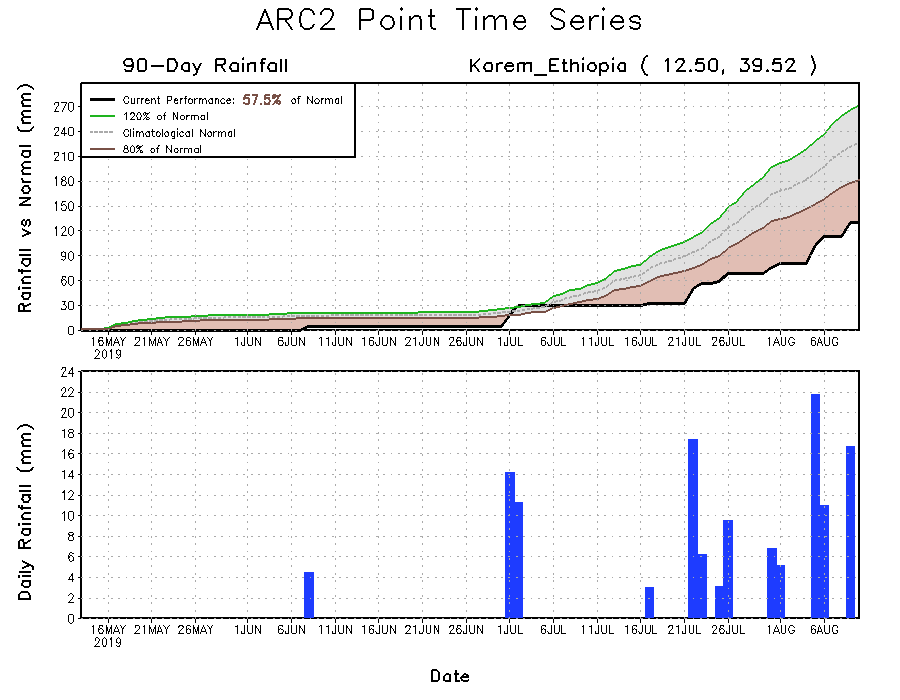 ARC2 Point Time Series
90-Day Rainfall Korem_Ethiopia ( 12.50, 39.52 )
Rainfall vs Normal (mm)
Current Performance: 57.5% of Normal
120% of Normal
Climatological Normal
80% of Normal
270
240
210
180
150
120
90
60
30
0
16MAY 21MAY 26MAY 1JUN 6JUN 11JUN 16JUN 21JUN 26JUN 1JUL 6JUL 11JUL 16JUL 21JUL 26JUL 1AUG 6AUG
2019
Daily Rainfall (mm)
24
22
20
18
16
14
12
10
8
6
4
2
0
16MAY 21MAY 26MAY 1JUN 6JUN 11JUN 16JUN 21JUN 26JUN 1JUL 6JUL 11JUL 16JUL 21JUL 26JUL 1AUG 6AUG
2019
Date